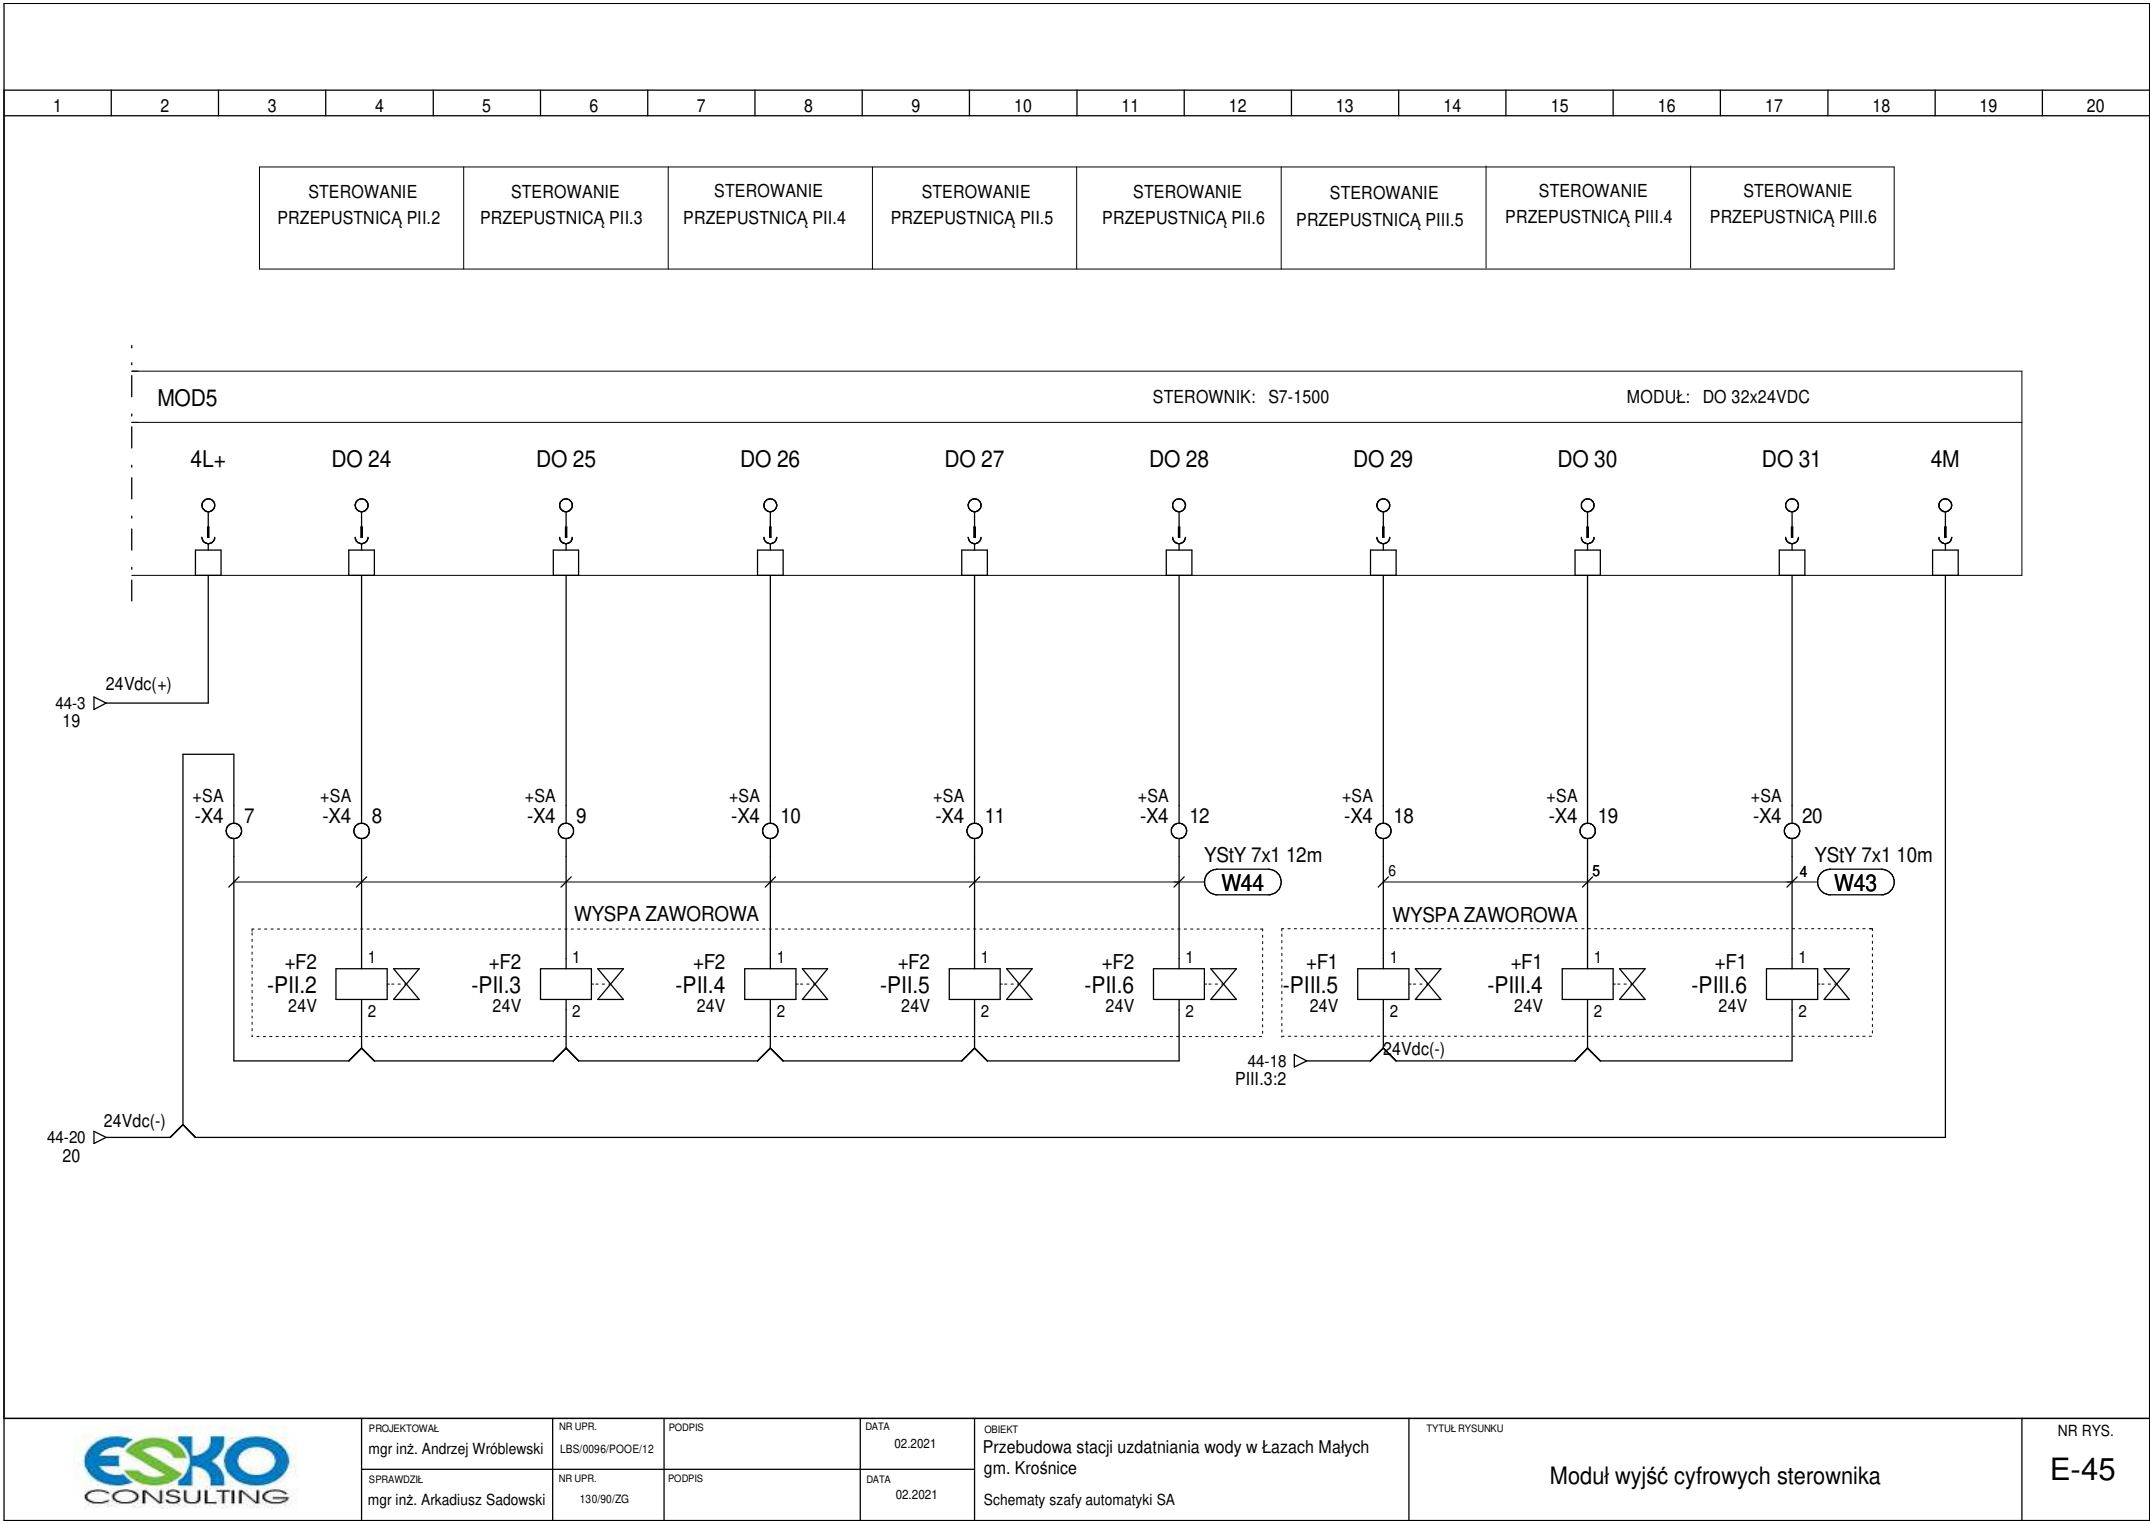 1 2 3 4 5 6 7 8 9 10 11 12 13 14 15 16 17 18 19 20
STEROWANIE
PRZEPUSTNICĄ PII.2
STEROWANIE
PRZEPUSTNICĄ PII.3
STEROWANIE
PRZEPUSTNICĄ PII.4
STEROWANIE
PRZEPUSTNICĄ PII.5
STEROWANIE
PRZEPUSTNICĄ PII.6
STEROWANIE
PRZEPUSTNICĄ PIII.5
STEROWANIE
PRZEPUSTNICĄ PIII.4
STEROWANIE
PRZEPUSTNICĄ PIII.6
MOD5 STEROWNIK: S7-1500 MODUŁ: DO 32x24VDC
4L+ DO 24 DO 25 DO 26 DO 27 DO 28 DO 29 DO 30 DO 31 4M
24Vdc(+)
44-3
19
+SA
-X4 7
+SA
-X4 8
+SA
-X4 9
+SA
-X4 10
+SA
-X4 11
+SA
-X4 12
+SA
-X4 18
+SA
-X4 19
+SA
-X4 20
YStY 7x1 12m
W44
6
5
4
YStY 7x1 10m
W43
WYSPA ZAWOROWA
WYSPA ZAWOROWA
+F2
-PII.2
24V
1
2
+F2
-PII.3
24V
1
2
+F2
-PII.4
24V
1
2
+F2
-PII.5
24V
1
2
+F2
-PII.6
24V
1
2
+F1
-PIII.5
24V
1
2
+F1
-PIII.4
24V
1
2
+F1
-PIII.6
24V
1
2
24Vdc(-)
44-18
PIII.3:2
24Vdc(-)
44-20
20
ESKO
CONSULTING
PROJEKTOWAŁ
mgr inż. Andrzej Wróblewski
NR UPR.
LBS/0096/POOE/12
PODPIS
DATA
02.2021
SPRAWDZIŁ
mgr inż. Arkadiusz Sadowski
NR UPR.
130/90/ZG
PODPIS
DATA
02.2021
OBIEKT
Przebudowa stacji uzdatniania wody w Łazach Małych
gm. Krośnice
Schematy szafy automatyki SA
TYTUŁ RYSUNKU
Moduł wyjść cyfrowych sterownika
NR RYS.
E-45